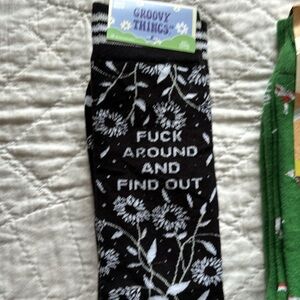 GROOVY
THINGS
FUCK
AROUND
AND
FIND OUT